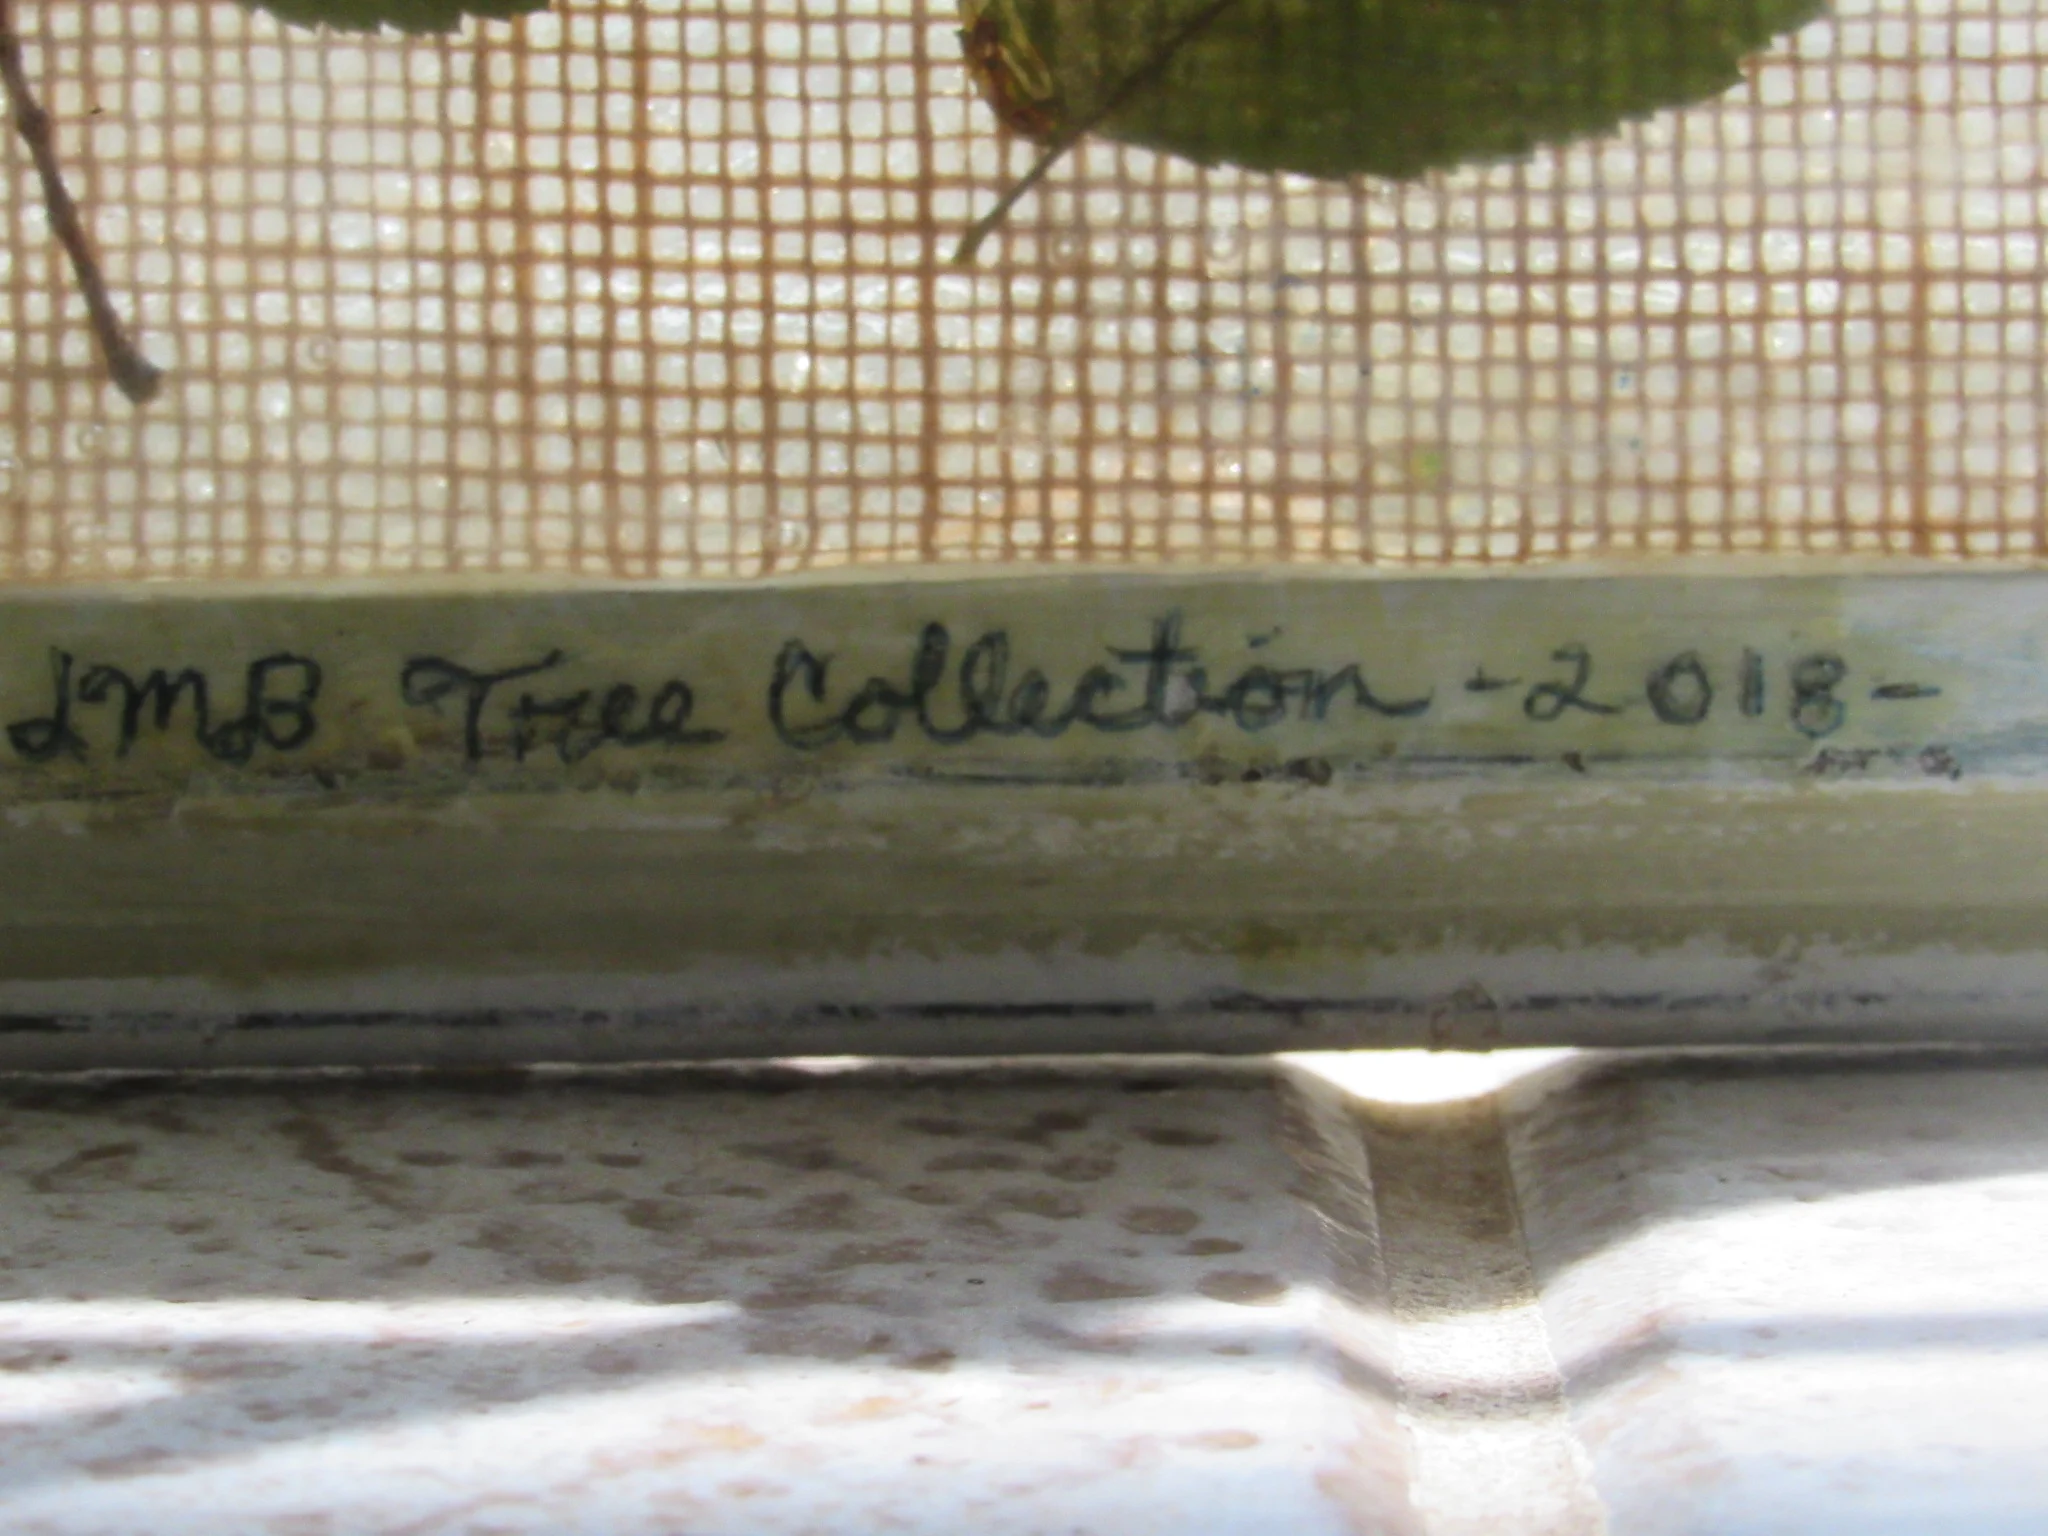 LMB Tree Collection -2018-